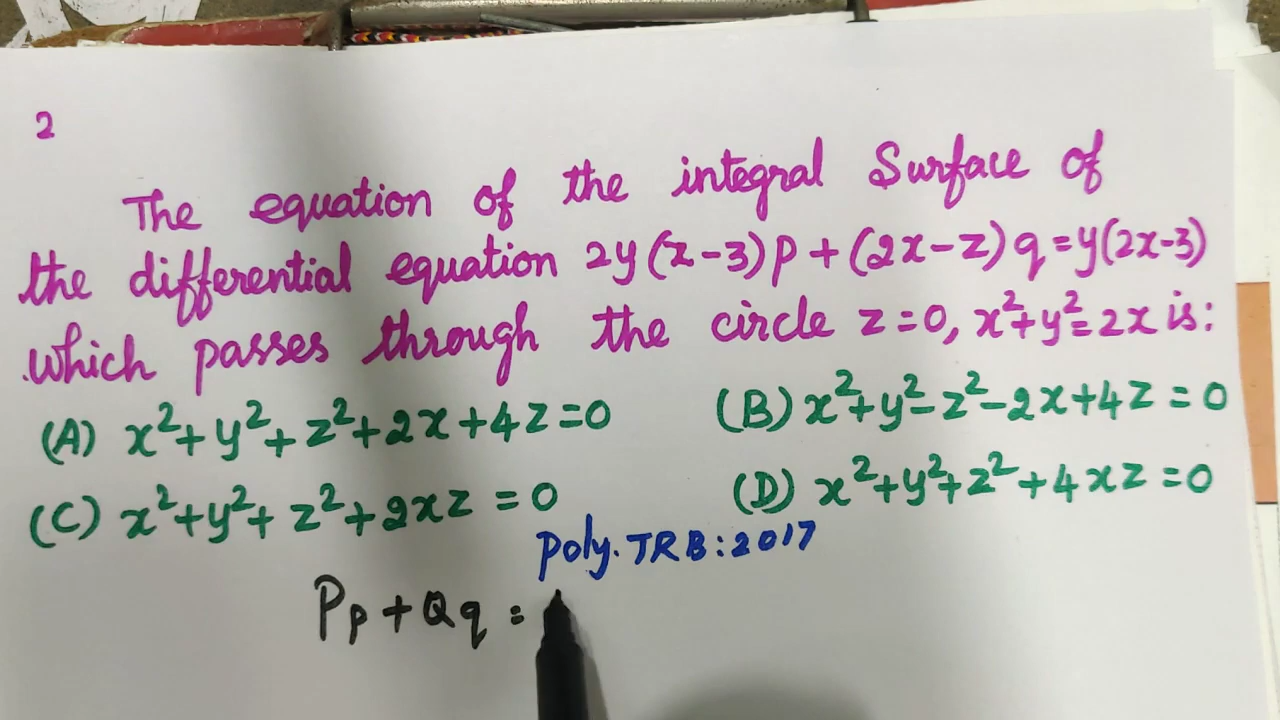 2
The equation of the integral Surface of
the differential equation 2y(z-3)p+(2x-z)q=y(2x-3)
which passes through the circle z=0, x²+y²=2x is:
(A) x²+y²+z²+2x+4z=0 (B) x²+y²-z²-2x+4z=0
(C) x²+y²+z²+2xz=0 (D) x²+y²+z²+4xz=0
Poly.TRB:2017
Pp+Qq=